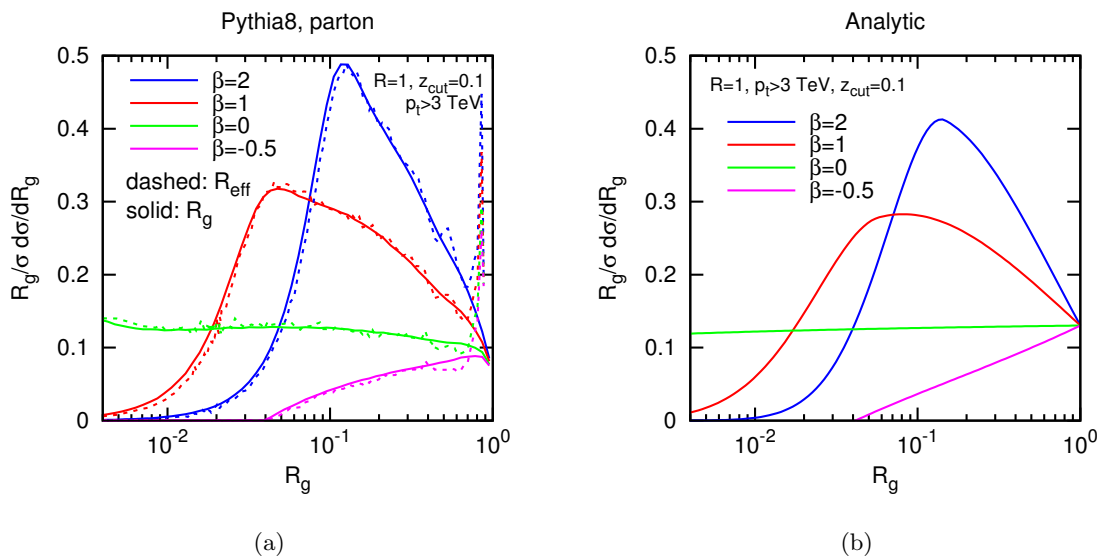 Pythia8, parton
R_g/σ dσ/dR_g
0.5
0.4
0.3
0.2
0.1
0
β=2
β=1
β=0
β=-0.5
dashed: R_eff
solid: R_g
R=1, z_cut=0.1
p_t>3 TeV
10^-2
10^-1
10^0
R_g
(a)
Analytic
R_g/σ dσ/dR_g
0.5
0.4
0.3
0.2
0.1
0
R=1, p_t>3 TeV, z_cut=0.1
β=2
β=1
β=0
β=-0.5
10^-2
10^-1
10^0
R_g
(b)